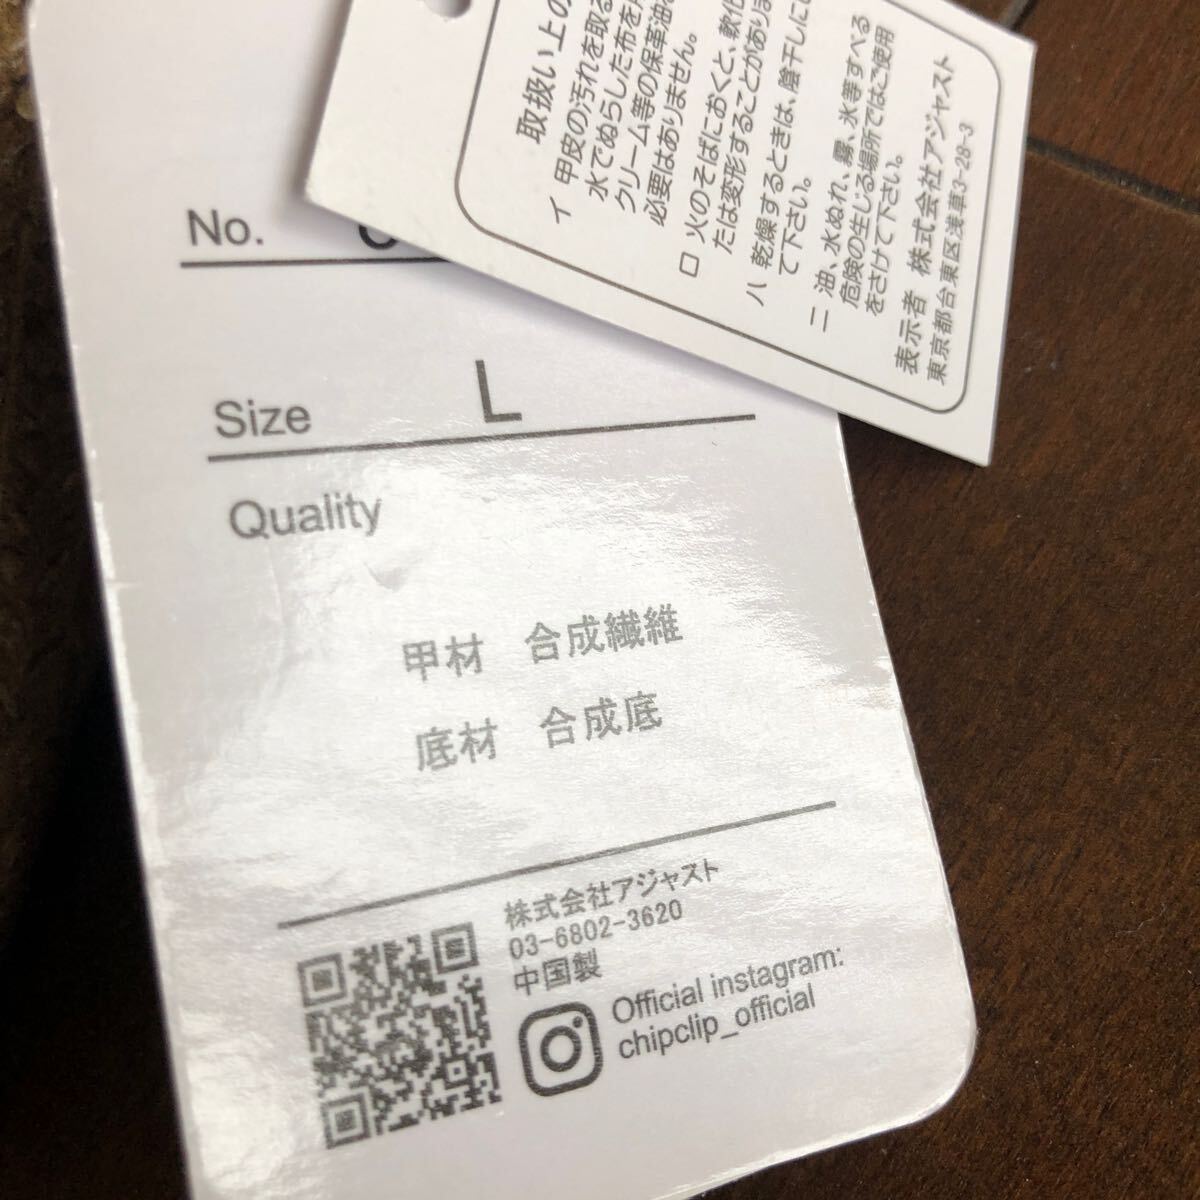 取扱い上の
イ 甲皮の汚れを取る
水でぬらした布を
クリーム等の保革油
必要はありません。
ロ 火のそばにおくと、軟化
たは変形することがありま
ハ 乾燥するときは、陰干しに
て下さい。
ニ 油、水ぬれ、霧、氷等すべる
危険の生じる場所ではご使用
をさけて下さい。
表示者 株式会社アジャスト
東京都台東区浅草3-28-3
No.
Size L
Quality
甲材 合成繊維
底材 合成底
株式会社アジャスト
03-6802-3620
中国製
Official instagram:
chipclip_official